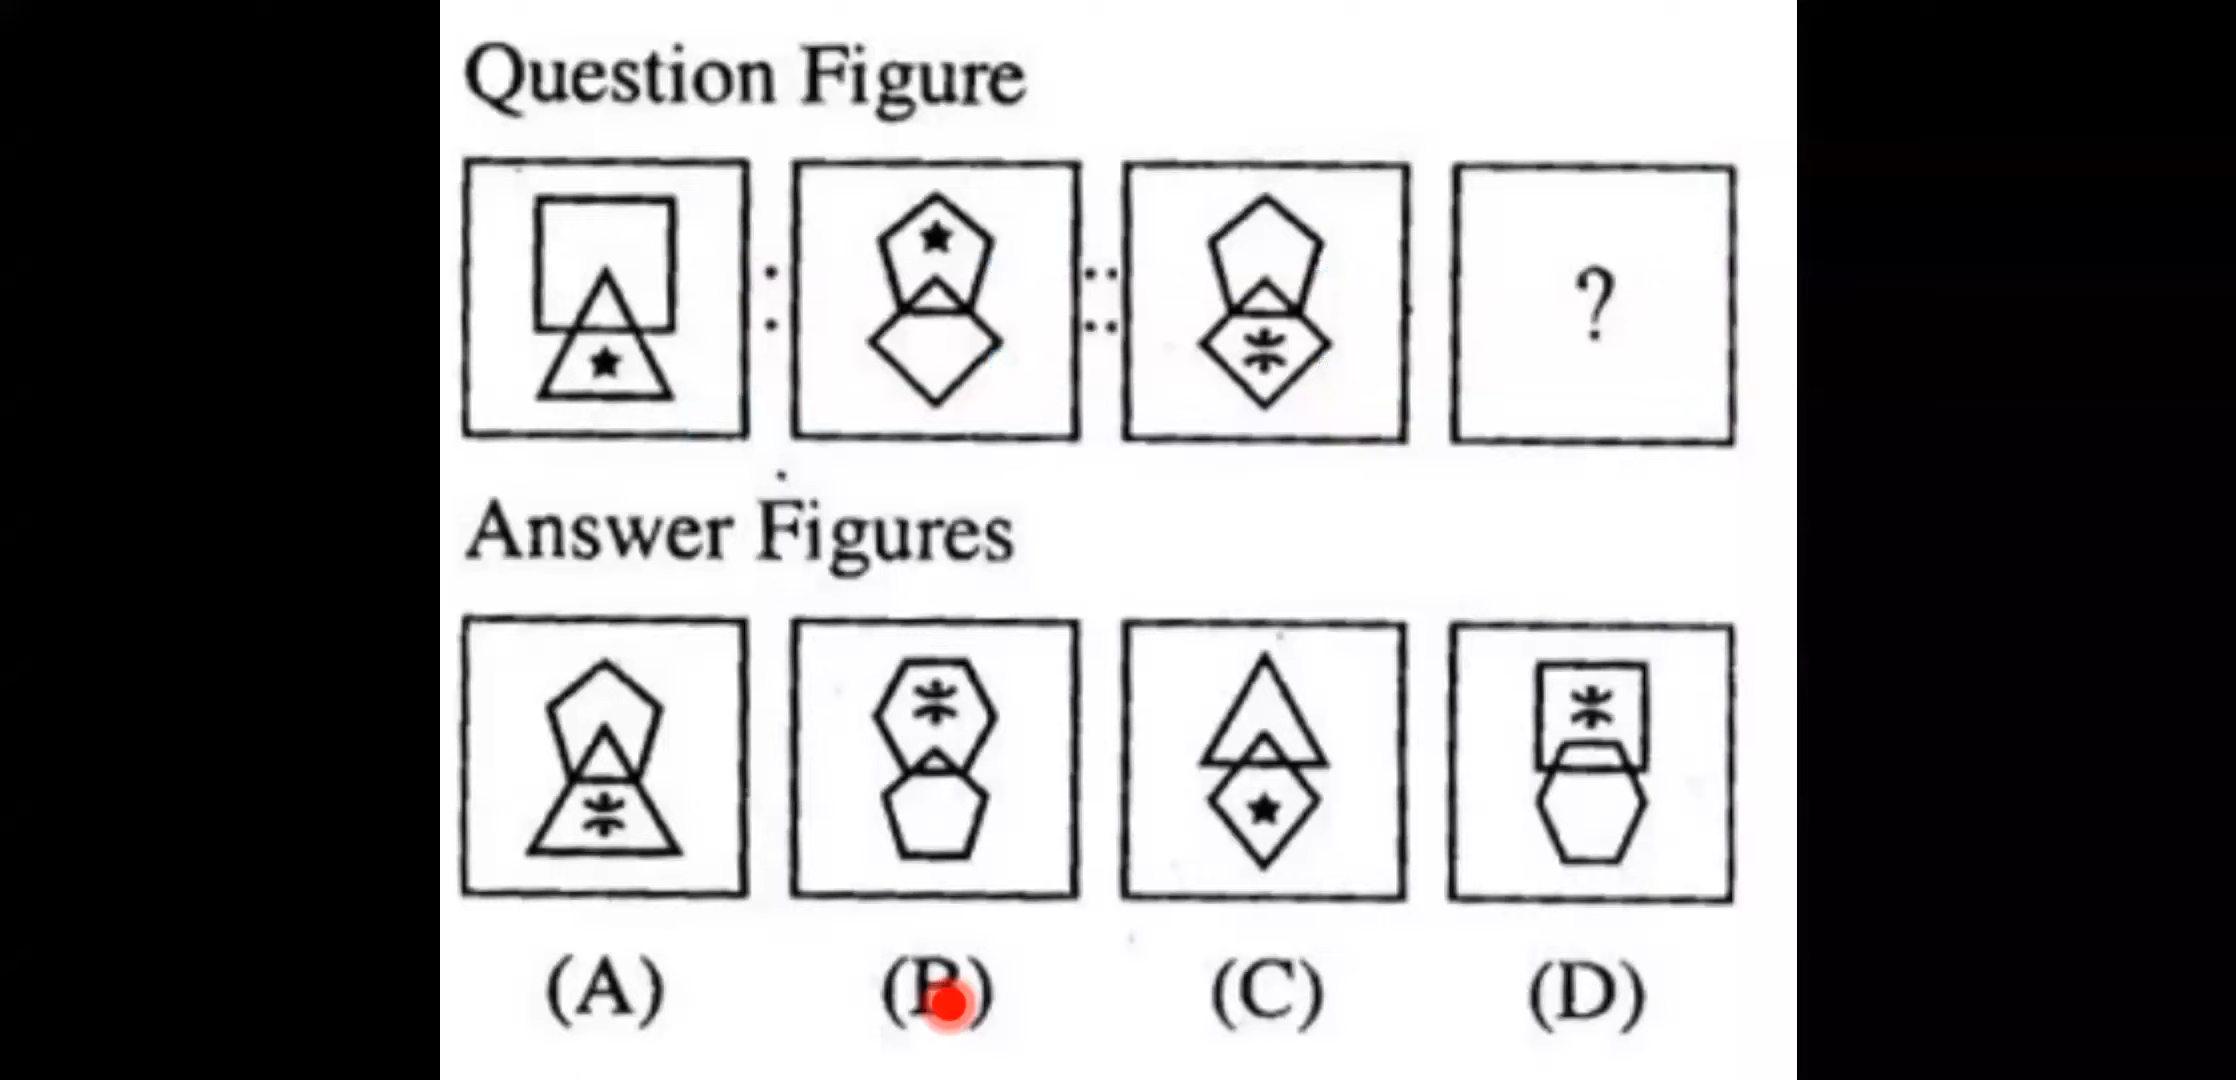 Question Figure
: :: ?
Answer Figures
(A) (B) (C) (D)